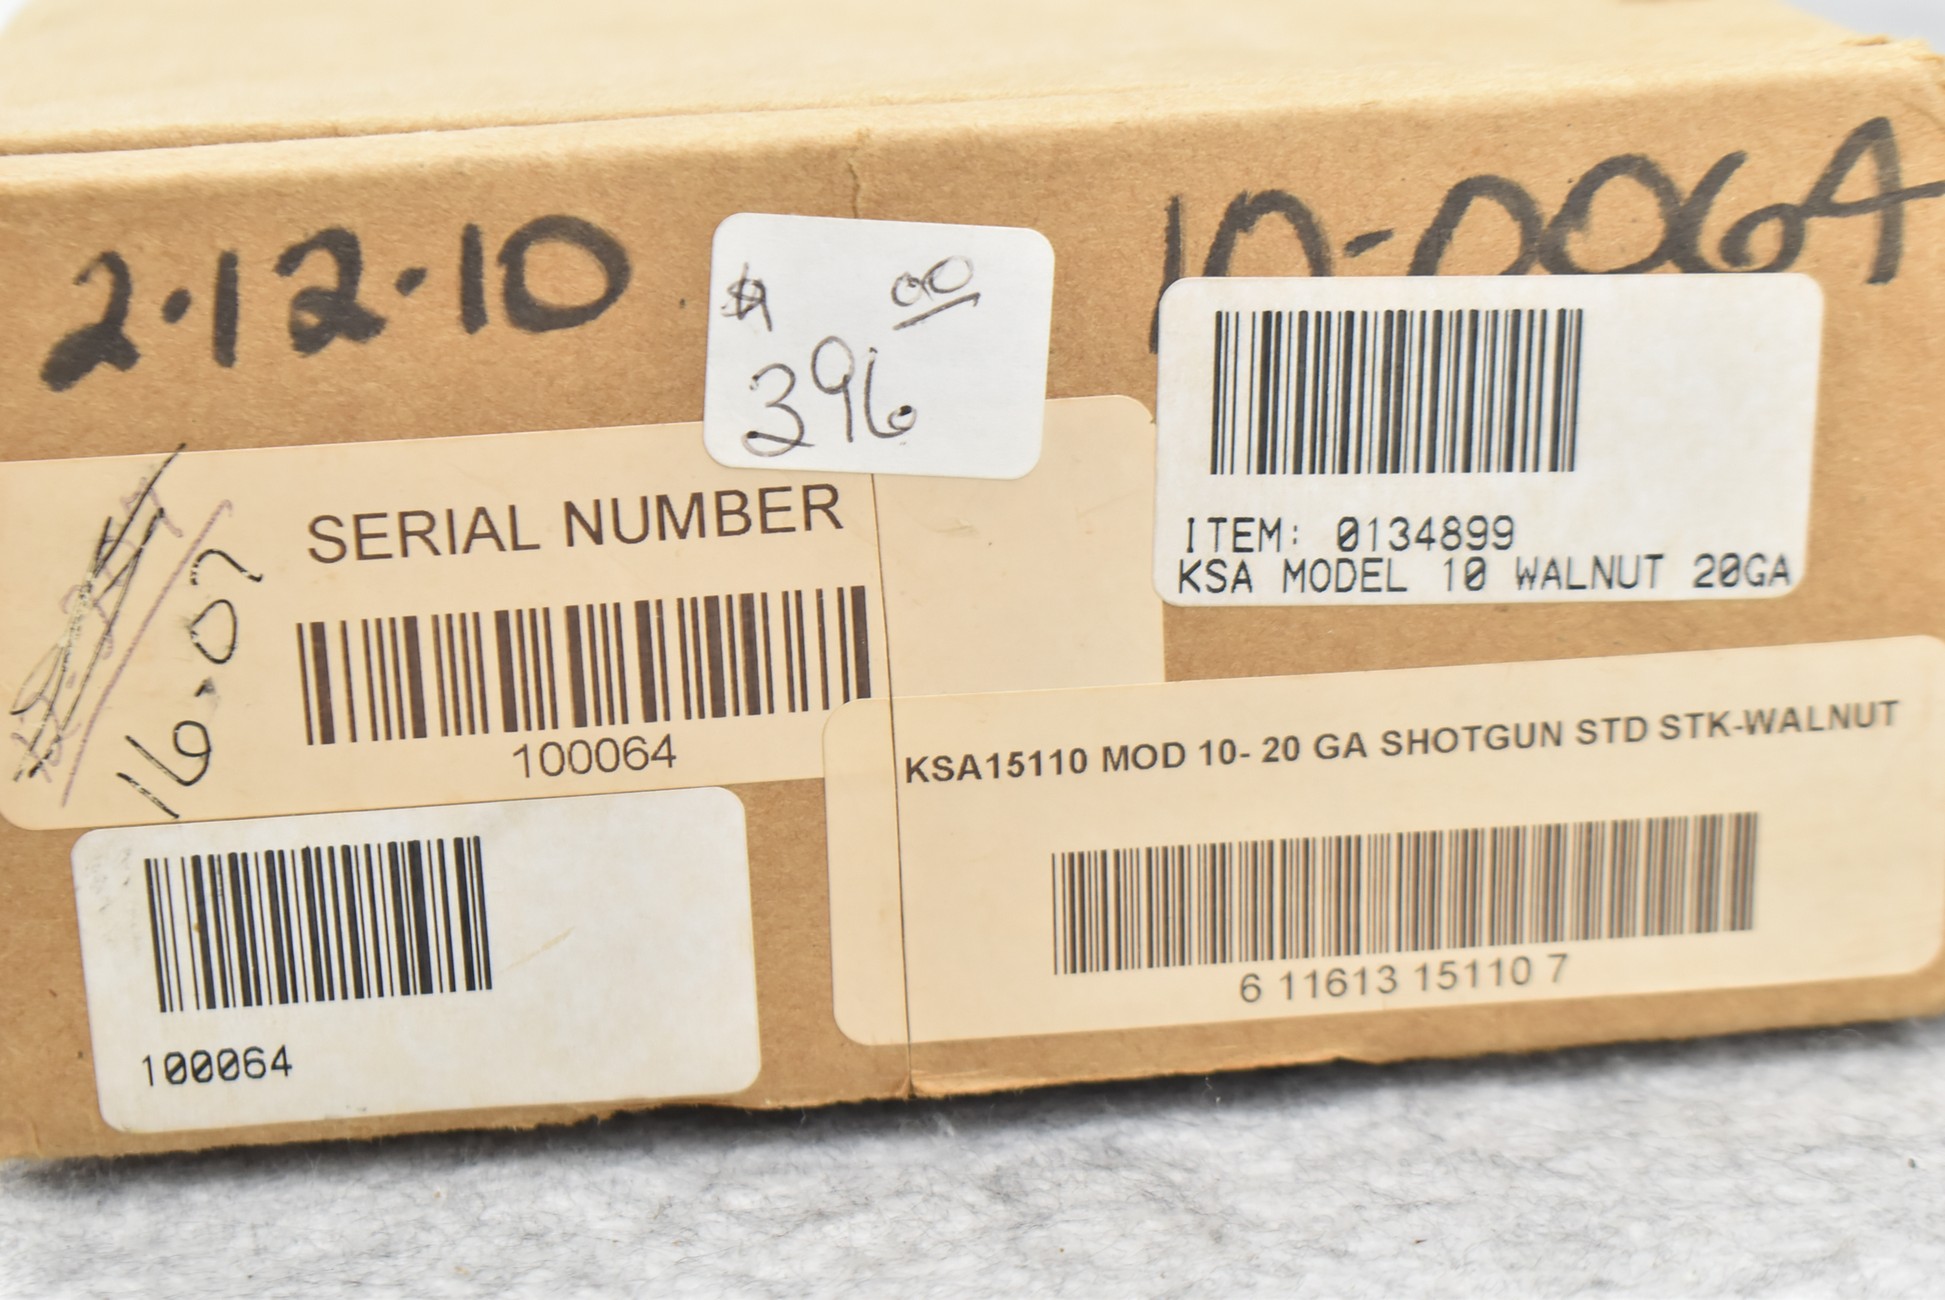 2.12.10
10-006A
$ 396 00
ITEM: 0134899
KSA MODEL 10 WALNUT 20GA
SERIAL NUMBER
100064
16.07
KSA15110 MOD 10- 20 GA SHOTGUN STD STK-WALNUT
6 11613 15110 7
100064